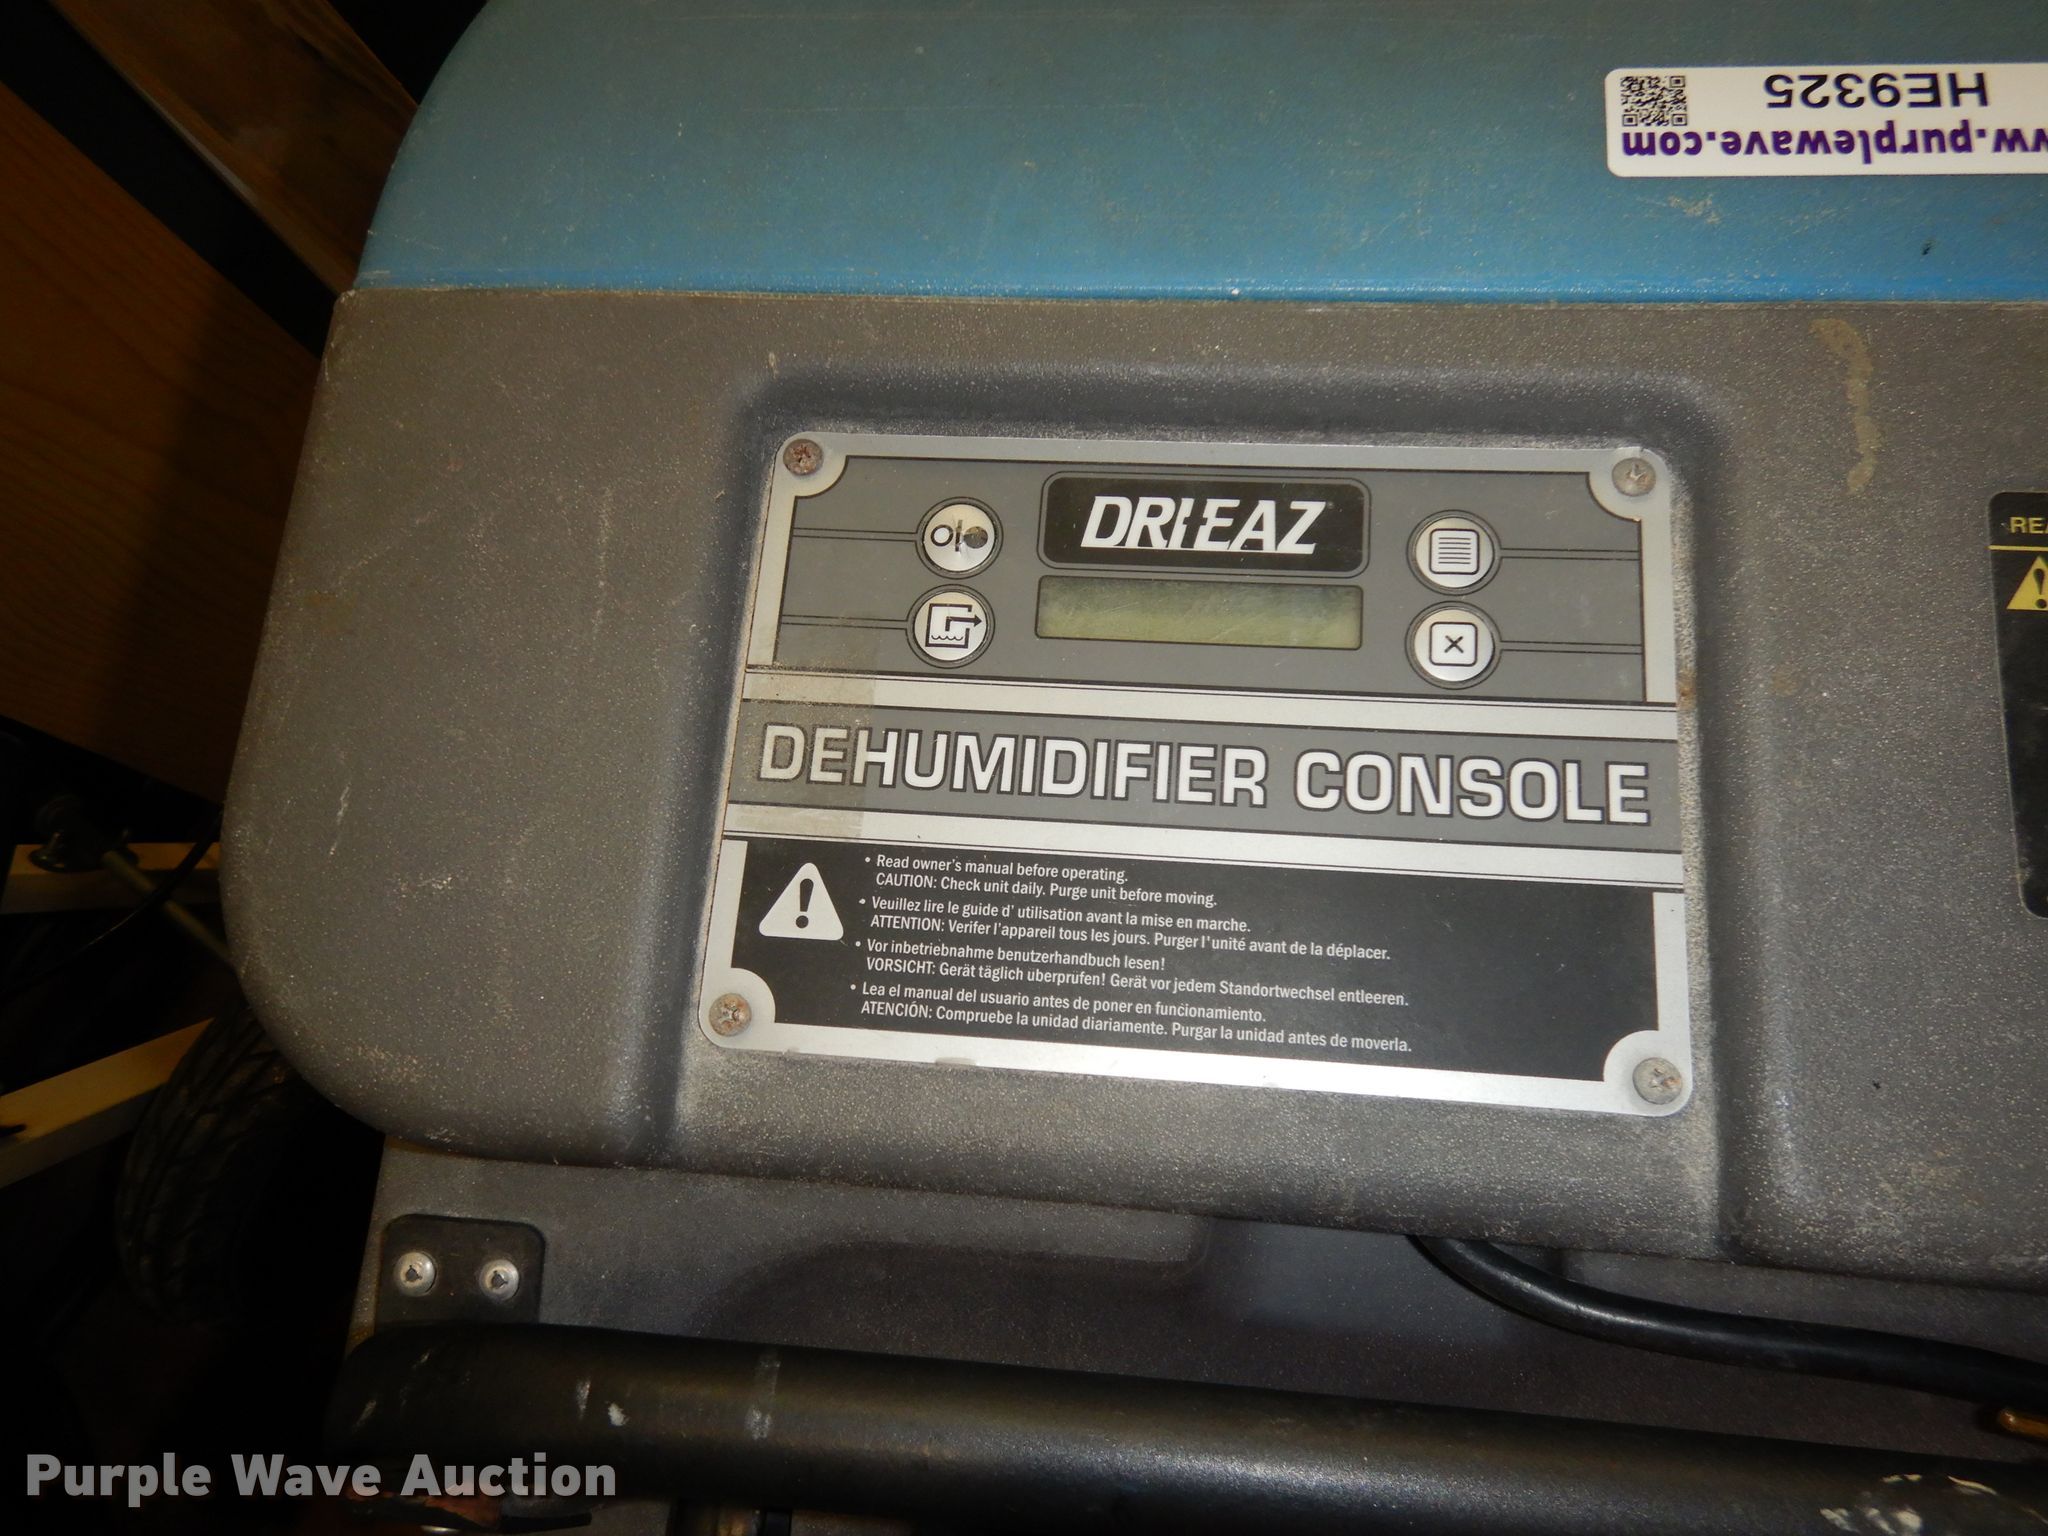 HE9325
w.purplewave.com
DRI-EAZ
DEHUMIDIFIER CONSOLE
• Read owner's manual before operating.
CAUTION: Check unit daily. Purge unit before moving.
• Veuillez lire le guide d' utilisation avant la mise en marche.
ATTENTION: Verifer l'appareil tous les jours. Purger l'unité avant de la déplacer.
• Vor inbetriebnahme benutzerhandbuch lesen!
VORSICHT: Gerät täglich uberprufen! Gerät vor jedem Standortwechsel entleeren.
• Lea el manual del usuario antes de poner en funcionamiento.
ATENCIÓN: Compruebe la unidad diariamente. Purgar la unidad antes de moverla.
REA
Purple Wave Auction